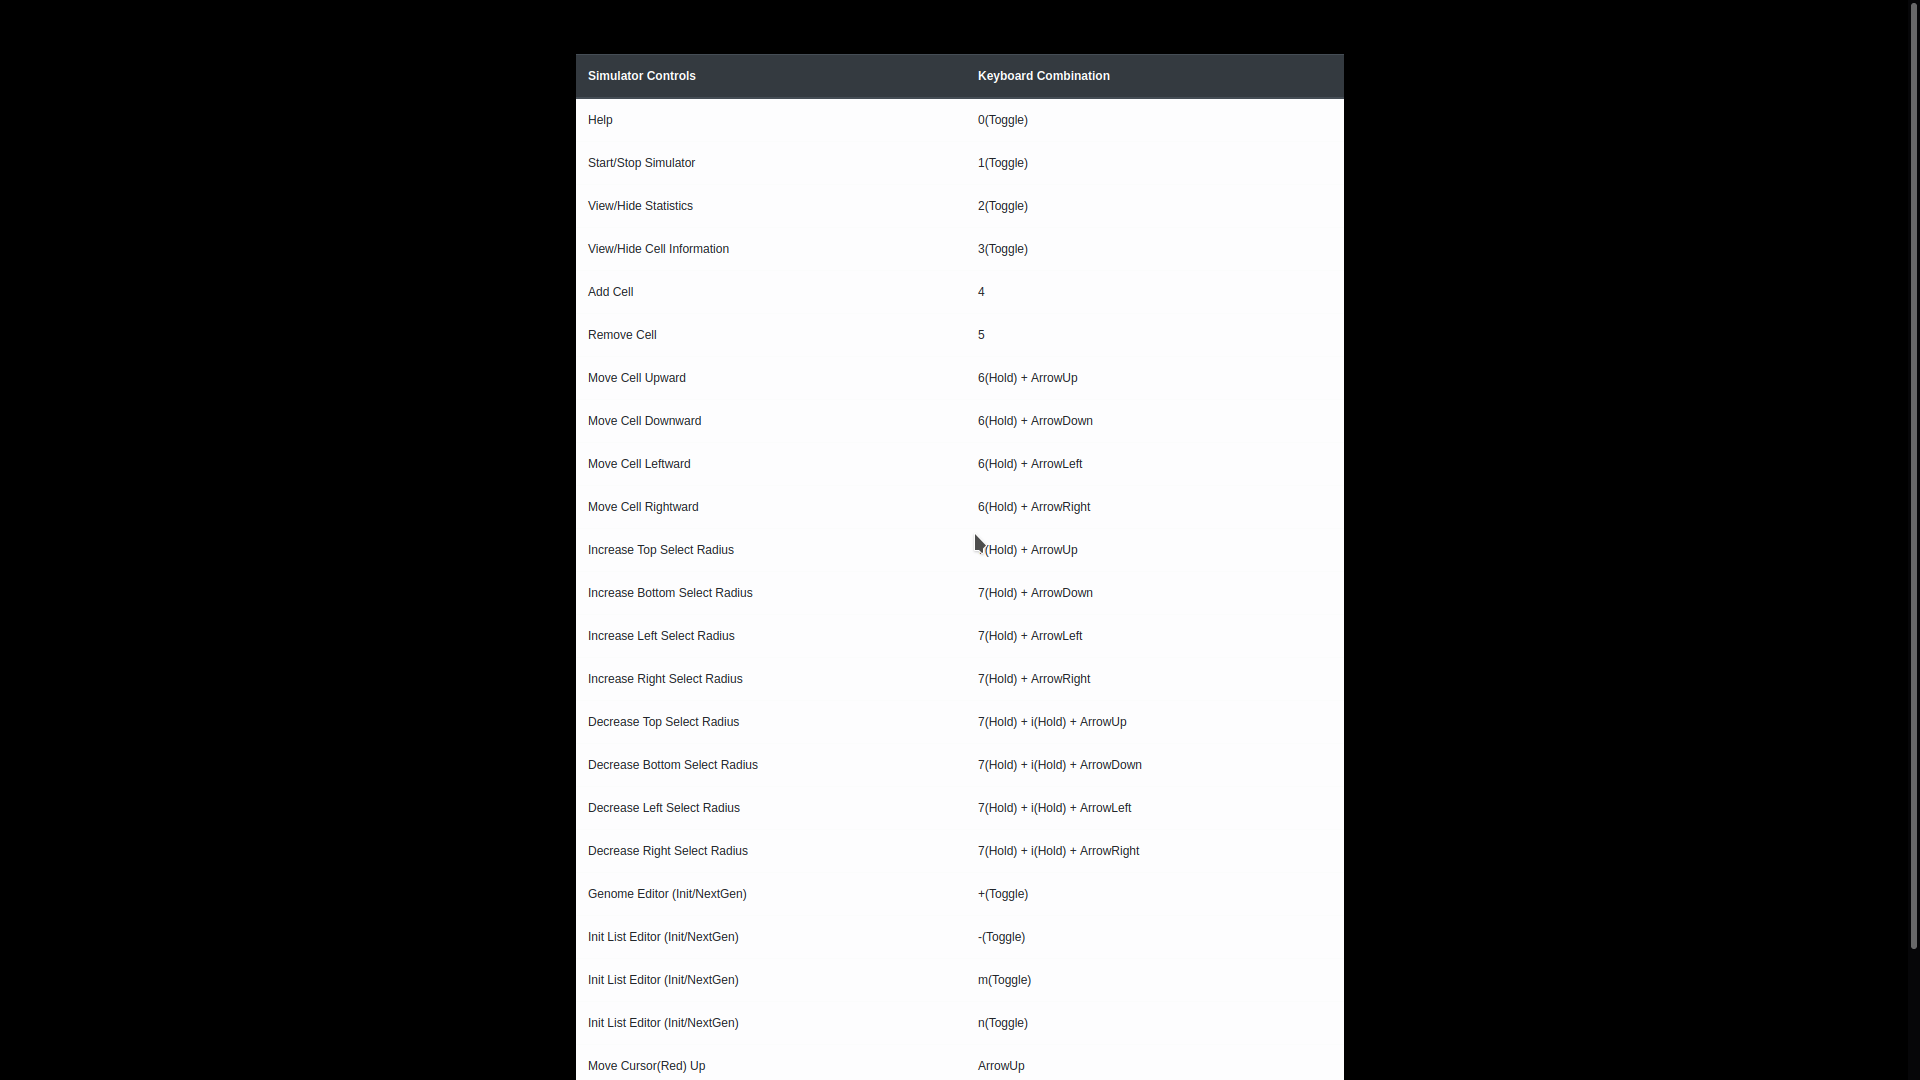 Simulator Controls Keyboard Combination
Help 0(Toggle)
Start/Stop Simulator 1(Toggle)
View/Hide Statistics 2(Toggle)
View/Hide Cell Information 3(Toggle)
Add Cell 4
Remove Cell 5
Move Cell Upward 6(Hold) + ArrowUp
Move Cell Downward 6(Hold) + ArrowDown
Move Cell Leftward 6(Hold) + ArrowLeft
Move Cell Rightward 6(Hold) + ArrowRight
Increase Top Select Radius (Hold) + ArrowUp
Increase Bottom Select Radius 7(Hold) + ArrowDown
Increase Left Select Radius 7(Hold) + ArrowLeft
Increase Right Select Radius 7(Hold) + ArrowRight
Decrease Top Select Radius 7(Hold) + i(Hold) + ArrowUp
Decrease Bottom Select Radius 7(Hold) + i(Hold) + ArrowDown
Decrease Left Select Radius 7(Hold) + i(Hold) + ArrowLeft
Decrease Right Select Radius 7(Hold) + i(Hold) + ArrowRight
Genome Editor (Init/NextGen) +(Toggle)
Init List Editor (Init/NextGen) -(Toggle)
Init List Editor (Init/NextGen) m(Toggle)
Init List Editor (Init/NextGen) n(Toggle)
Move Cursor(Red) Up ArrowUp